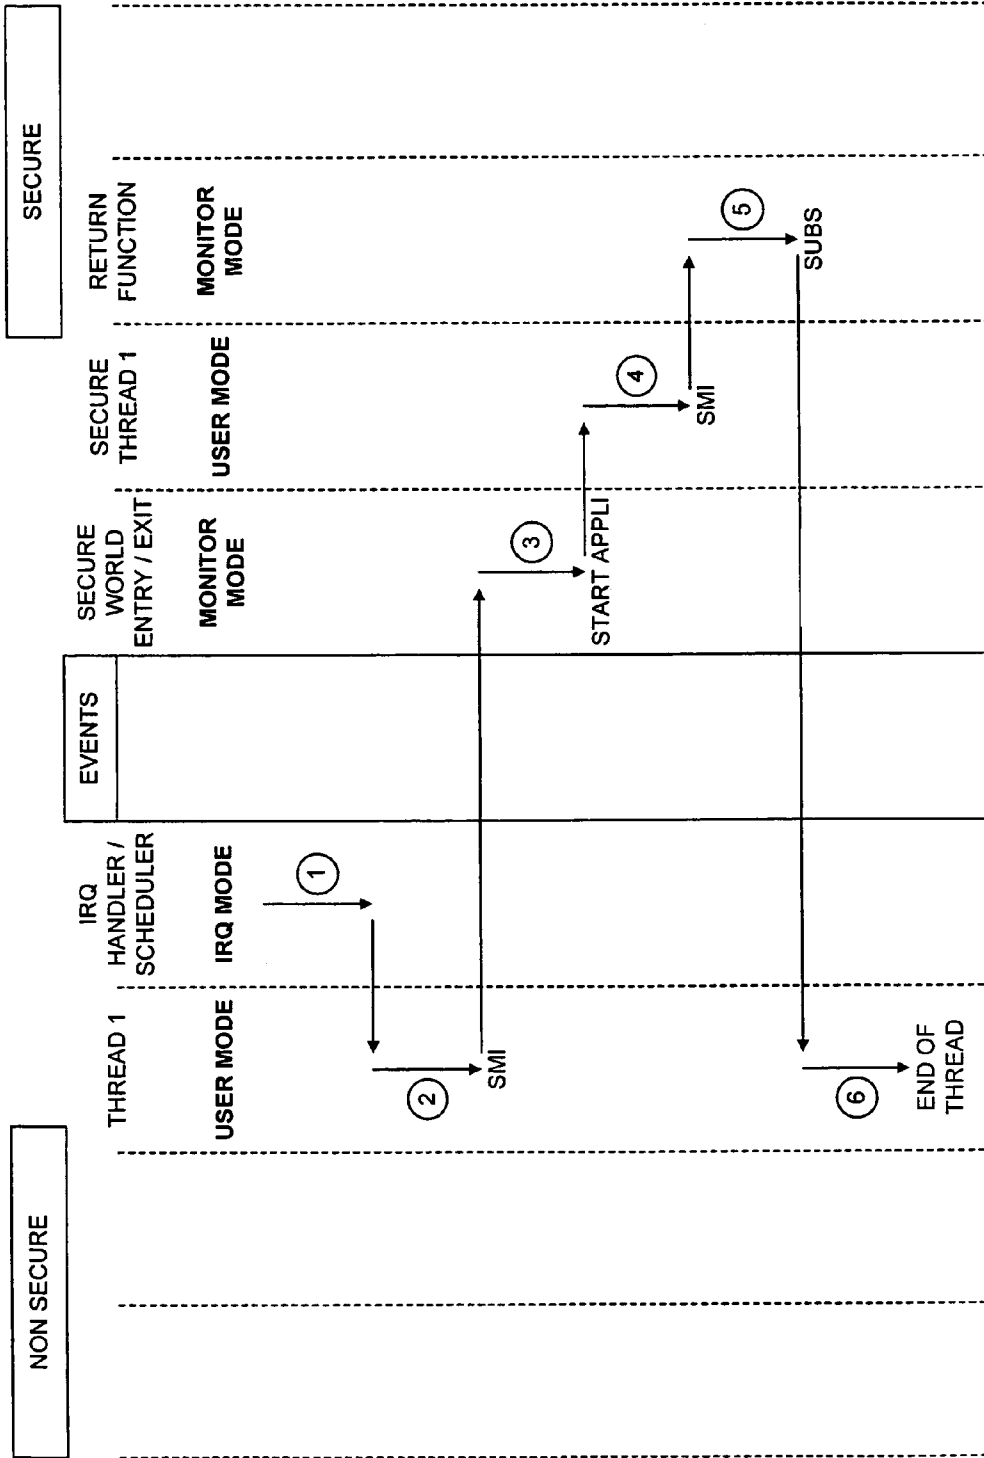 NON SECURE
SECURE
EVENTS
THREAD 1
USER MODE
IRQ
HANDLER /
SCHEDULER
IRQ MODE
SECURE
WORLD
ENTRY / EXIT
MONITOR
MODE
SECURE
THREAD 1
USER MODE
RETURN
FUNCTION
MONITOR
MODE
1
2
SMI
3
START APPLI
4
SMI
5
SUBS
6
END OF
THREAD